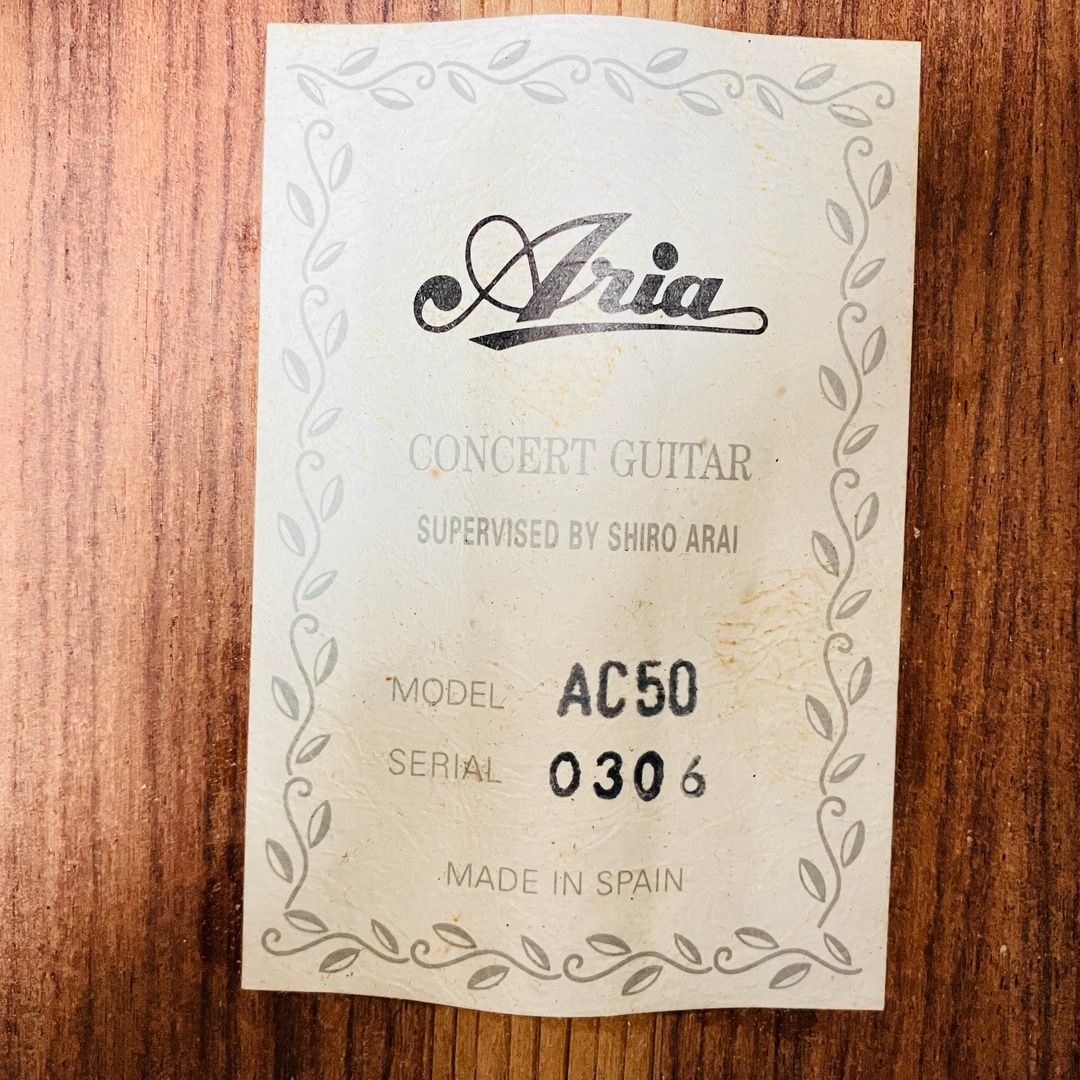 Aria
CONCERT GUITAR
SUPERVISED BY SHIRO ARAI
MODEL AC50
SERIAL 0306
MADE IN SPAIN